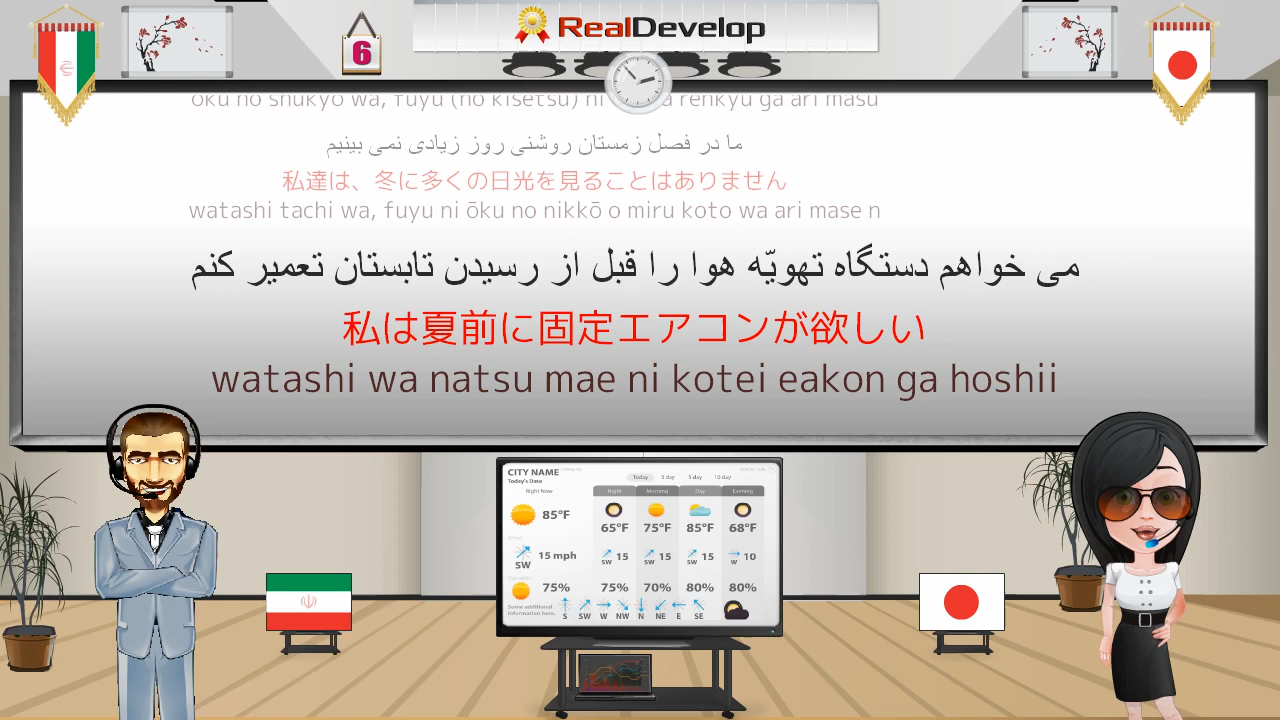 6
RealDevelop
oku no shukyo wa, fuyu (no kisetsu) ni
renkyu ga ari masu
ما در فصل زمستان روشنی روز زیادی نمی بینیم
私達は、冬に多くの日光を見ることはありません
watashi tachi wa, fuyu ni ōku no nikkō o miru koto wa ari mase n
می خواهم دستگاه تهویّه هوا را قبل از رسیدن تابستان تعمیر کنم
私は夏前に固定エアコンが欲しい
watashi wa natsu mae ni kotei eakon ga hoshii
CITY NAME
Today's Date
Today 3 day 5 day 10 day
Right Now Night Morning Day Evening
85°F 65°F 75°F 85°F 68°F
15 mph 15 15 15 10
SW SW SW SW W
75% 75% 70% 80% 80%
Some additional
information here.
S SW W NW N NE E SE